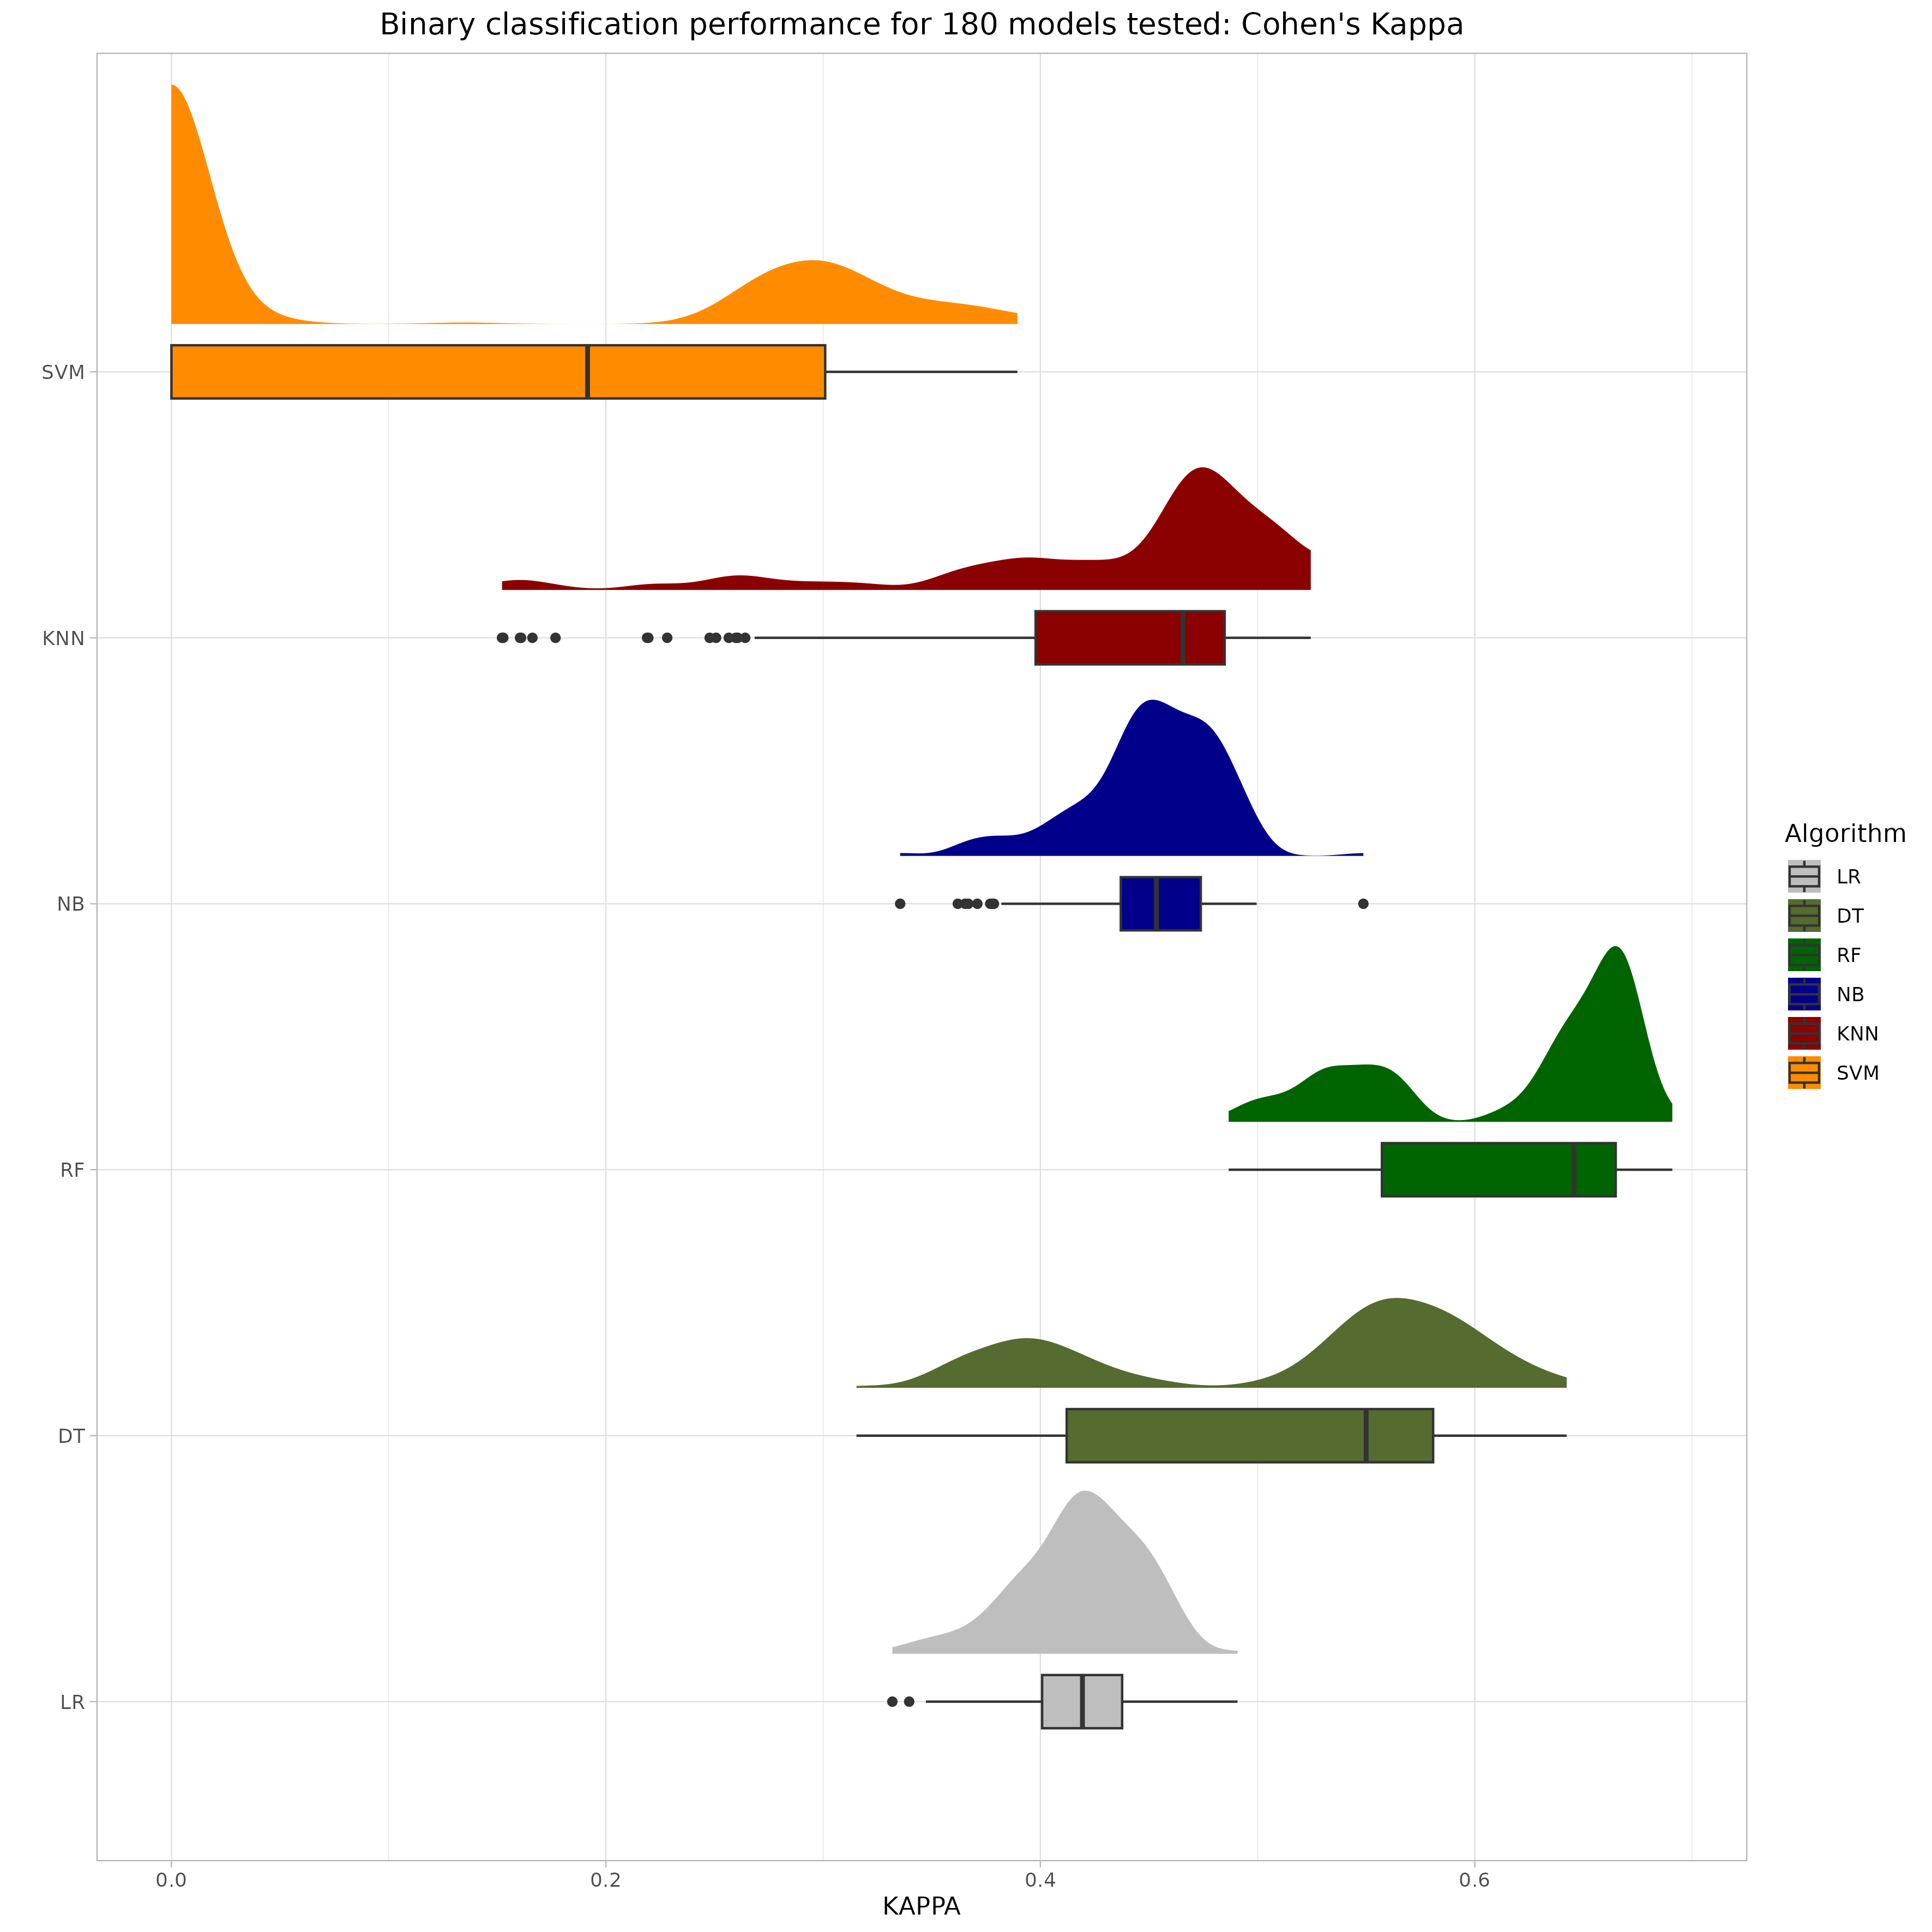 Binary classification performance for 180 models tested: Cohen's Kappa
SVM
KNN
NB
RF
DT
LR
0.0 0.2 0.4 0.6
KAPPA
Algorithm
LR
DT
RF
NB
KNN
SVM